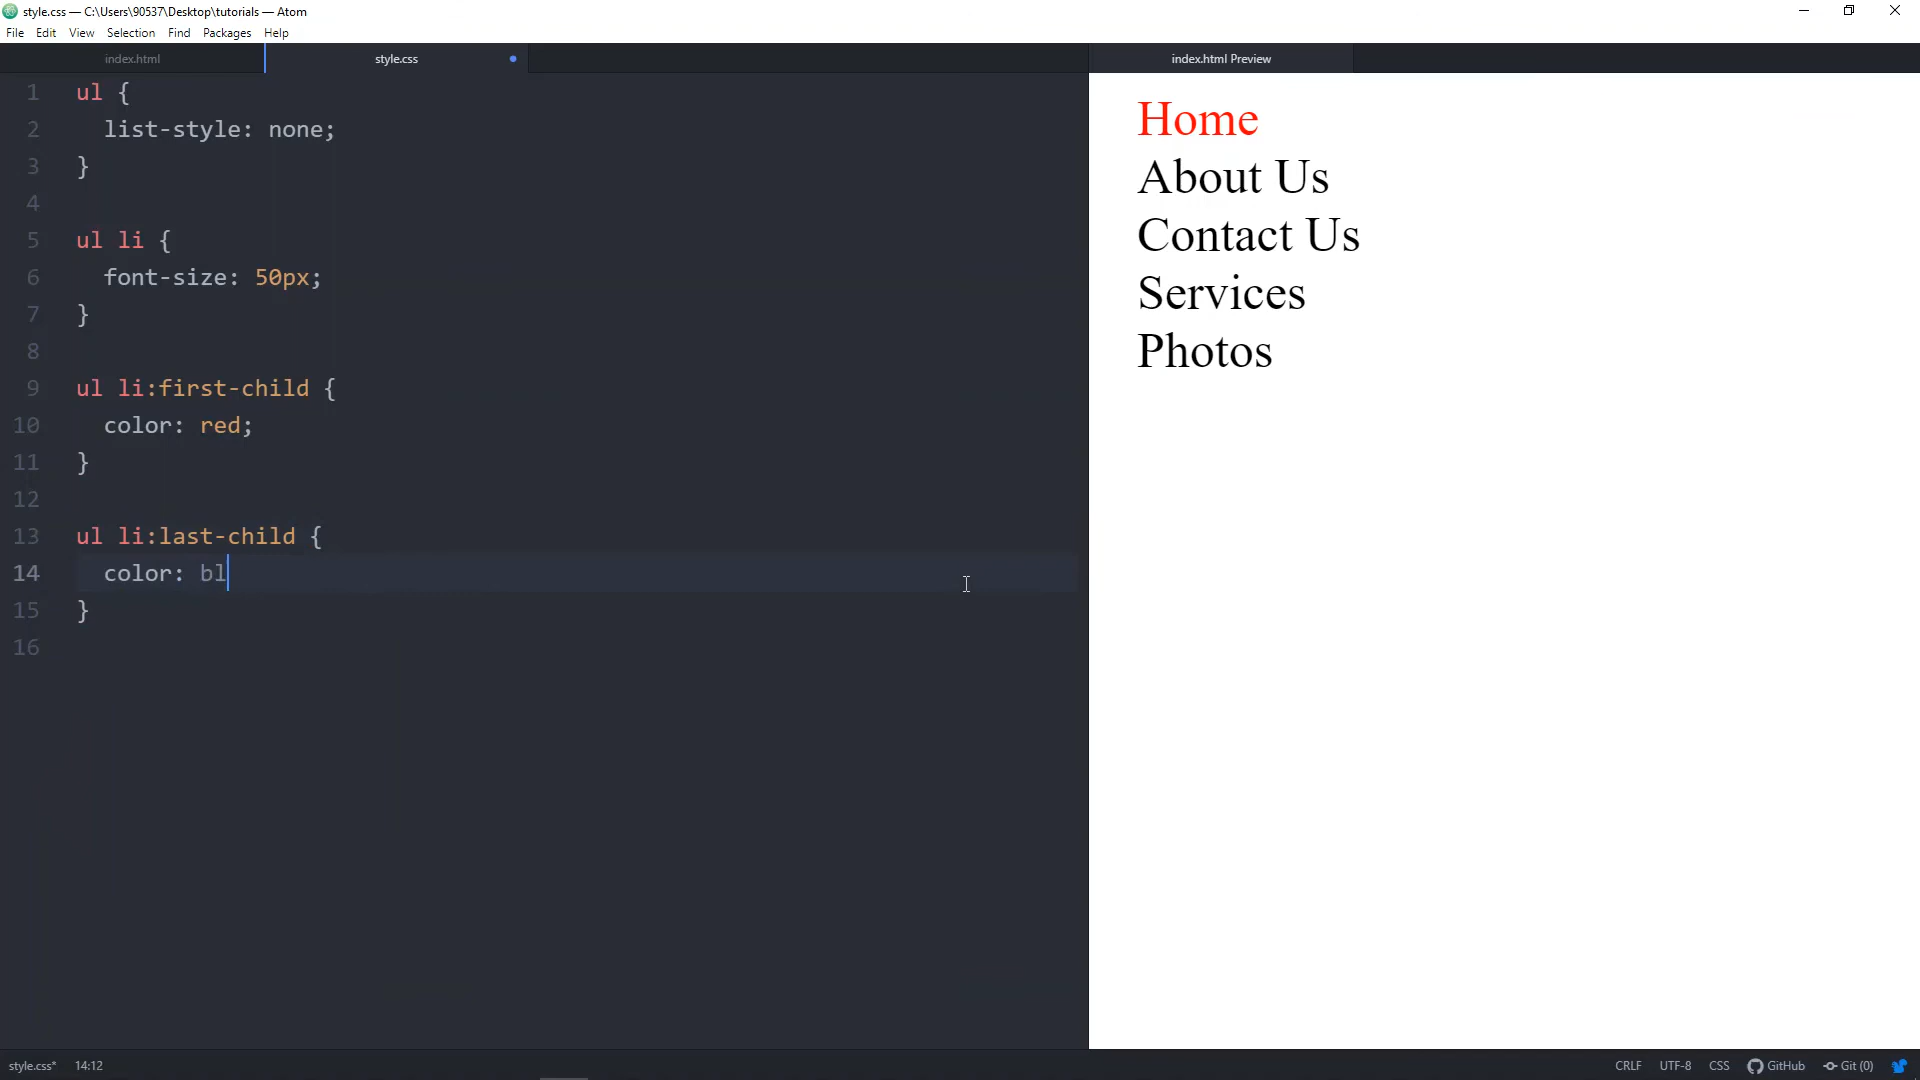 style.css — C:\Users\90537\Desktop\tutorials — Atom
File Edit View Selection Find Packages Help
index.html
style.css
index.html Preview
1 ul {
2 list-style: none;
3 }
4
5 ul li {
6 font-size: 50px;
7 }
8
9 ul li:first-child {
10 color: red;
11 }
12
13 ul li:last-child {
14 color: bl
15 }
16
Home
About Us
Contact Us
Services
Photos
style.css* 14:12 CRLF UTF-8 CSS GitHub Git (0)